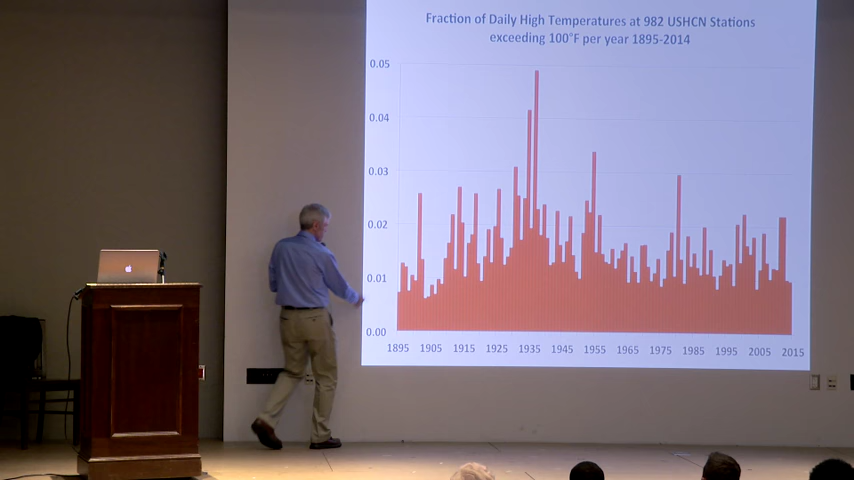 Fraction of Daily High Temperatures at 982 USHCN Stations
exceeding 100°F per year 1895-2014
0.05
0.04
0.03
0.02
0.01
0.00
1895 1905 1915 1925 1935 1945 1955 1965 1975 1985 1995 2005 2015